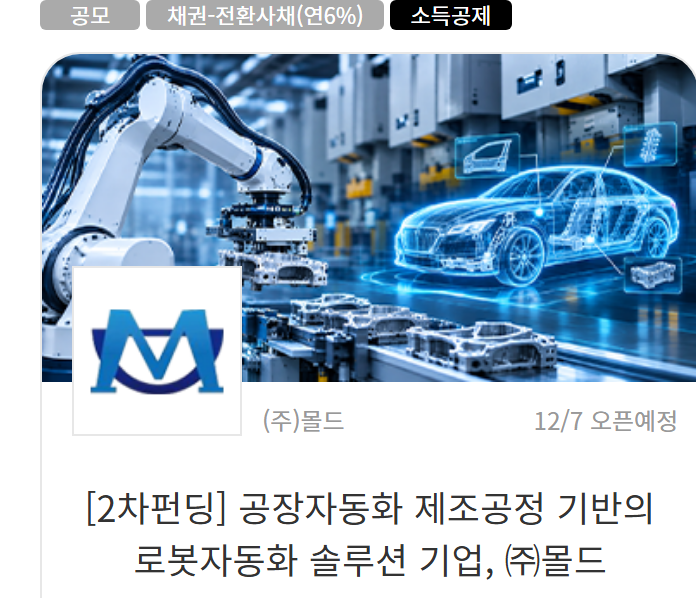 공모 채권-전환사채(연6%) 소득공제
M
(주)몰드 12/7 오픈예정
[2차펀딩] 공장자동화 제조공정 기반의
로봇자동화 솔루션 기업, ㈜몰드